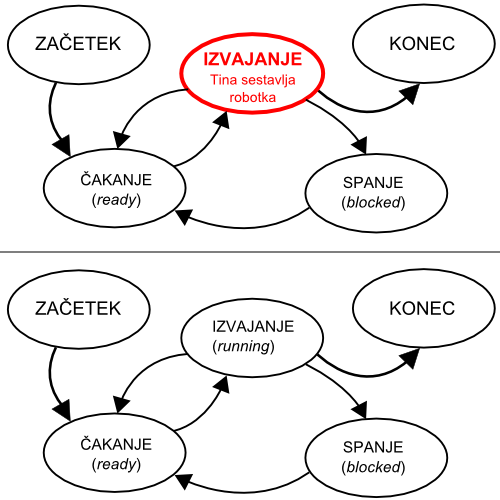 ZAČETEK
IZVAJANJE
Tina sestavlja
robotka
KONEC
ČAKANJE
(ready)
SPANJE
(blocked)
ZAČETEK
IZVAJANJE
(running)
KONEC
ČAKANJE
(ready)
SPANJE
(blocked)